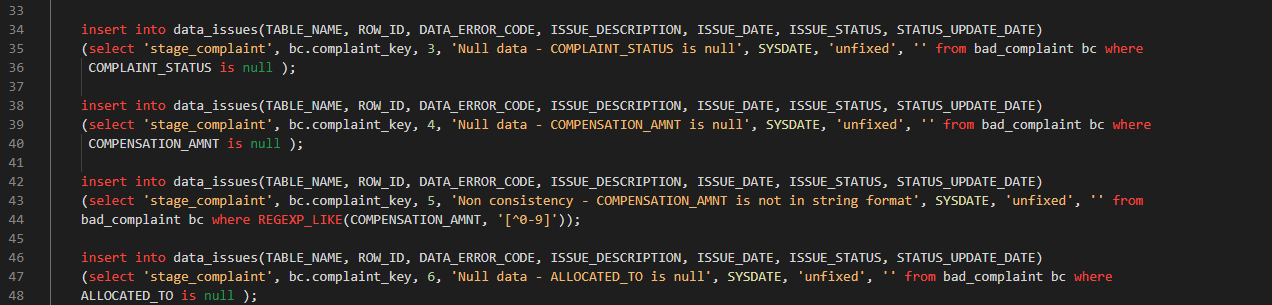 33
34 insert into data_issues(TABLE_NAME, ROW_ID, DATA_ERROR_CODE, ISSUE_DESCRIPTION, ISSUE_DATE, ISSUE_STATUS, STATUS_UPDATE_DATE)
35 (select 'stage_complaint', bc.complaint_key, 3, 'Null data - COMPLAINT_STATUS is null', SYSDATE, 'unfixed', '' from bad_complaint bc where
36 COMPLAINT_STATUS is null );
37
38 insert into data_issues(TABLE_NAME, ROW_ID, DATA_ERROR_CODE, ISSUE_DESCRIPTION, ISSUE_DATE, ISSUE_STATUS, STATUS_UPDATE_DATE)
39 (select 'stage_complaint', bc.complaint_key, 4, 'Null data - COMPENSATION_AMNT is null', SYSDATE, 'unfixed', '' from bad_complaint bc where
40 COMPENSATION_AMNT is null );
41
42 insert into data_issues(TABLE_NAME, ROW_ID, DATA_ERROR_CODE, ISSUE_DESCRIPTION, ISSUE_DATE, ISSUE_STATUS, STATUS_UPDATE_DATE)
43 (select 'stage_complaint', bc.complaint_key, 5, 'Non consistency - COMPENSATION_AMNT is not in string format', SYSDATE, 'unfixed', '' from
44 bad_complaint bc where REGEXP_LIKE(COMPENSATION_AMNT, '[^0-9]'));
45
46 insert into data_issues(TABLE_NAME, ROW_ID, DATA_ERROR_CODE, ISSUE_DESCRIPTION, ISSUE_DATE, ISSUE_STATUS, STATUS_UPDATE_DATE)
47 (select 'stage_complaint', bc.complaint_key, 6, 'Null data - ALLOCATED_TO is null', SYSDATE, 'unfixed', '' from bad_complaint bc where
48 ALLOCATED_TO is null );